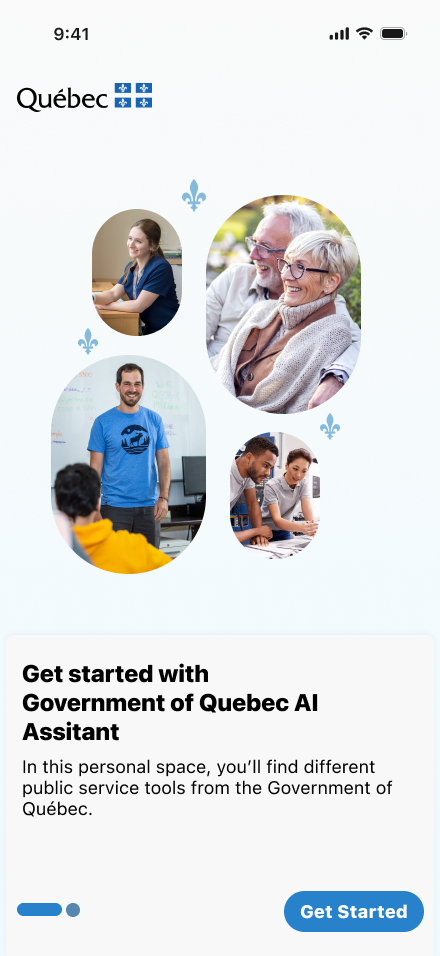 9:41
Québec
Get started with
Government of Quebec AI
Assitant
In this personal space, you’ll find different
public service tools from the Government of
Québec.
Get Started